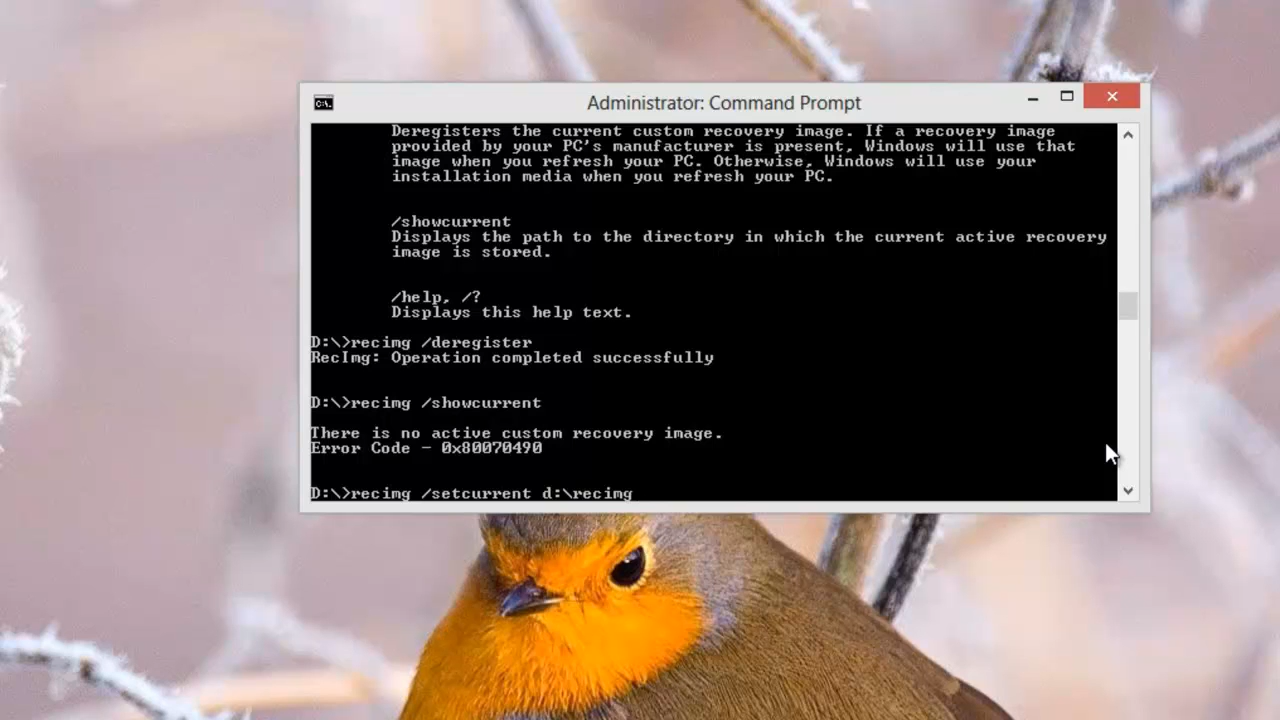 Administrator: Command Prompt
Deregisters the current custom recovery image. If a recovery image
provided by your PC's manufacturer is present, Windows will use that
image when you refresh your PC. Otherwise, Windows will use your
installation media when you refresh your PC.
/showcurrent
Displays the path to the directory in which the current active recovery
image is stored.
/help, /?
Displays this help text.
D:\>recimg /deregister
RecImg: Operation completed successfully
D:\>recimg /showcurrent
There is no active custom recovery image.
Error Code - 0x80070490
D:\>recimg /setcurrent d:\recimg